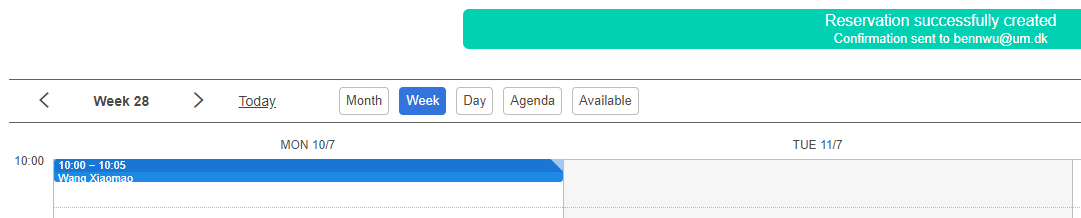 Reservation successfully created
Confirmation sent to bennwu@um.dk
Week 28
Today
Month
Week
Day
Agenda
Available
MON 10/7
TUE 11/7
10:00
10:00 – 10:05
Wang Xiaomao